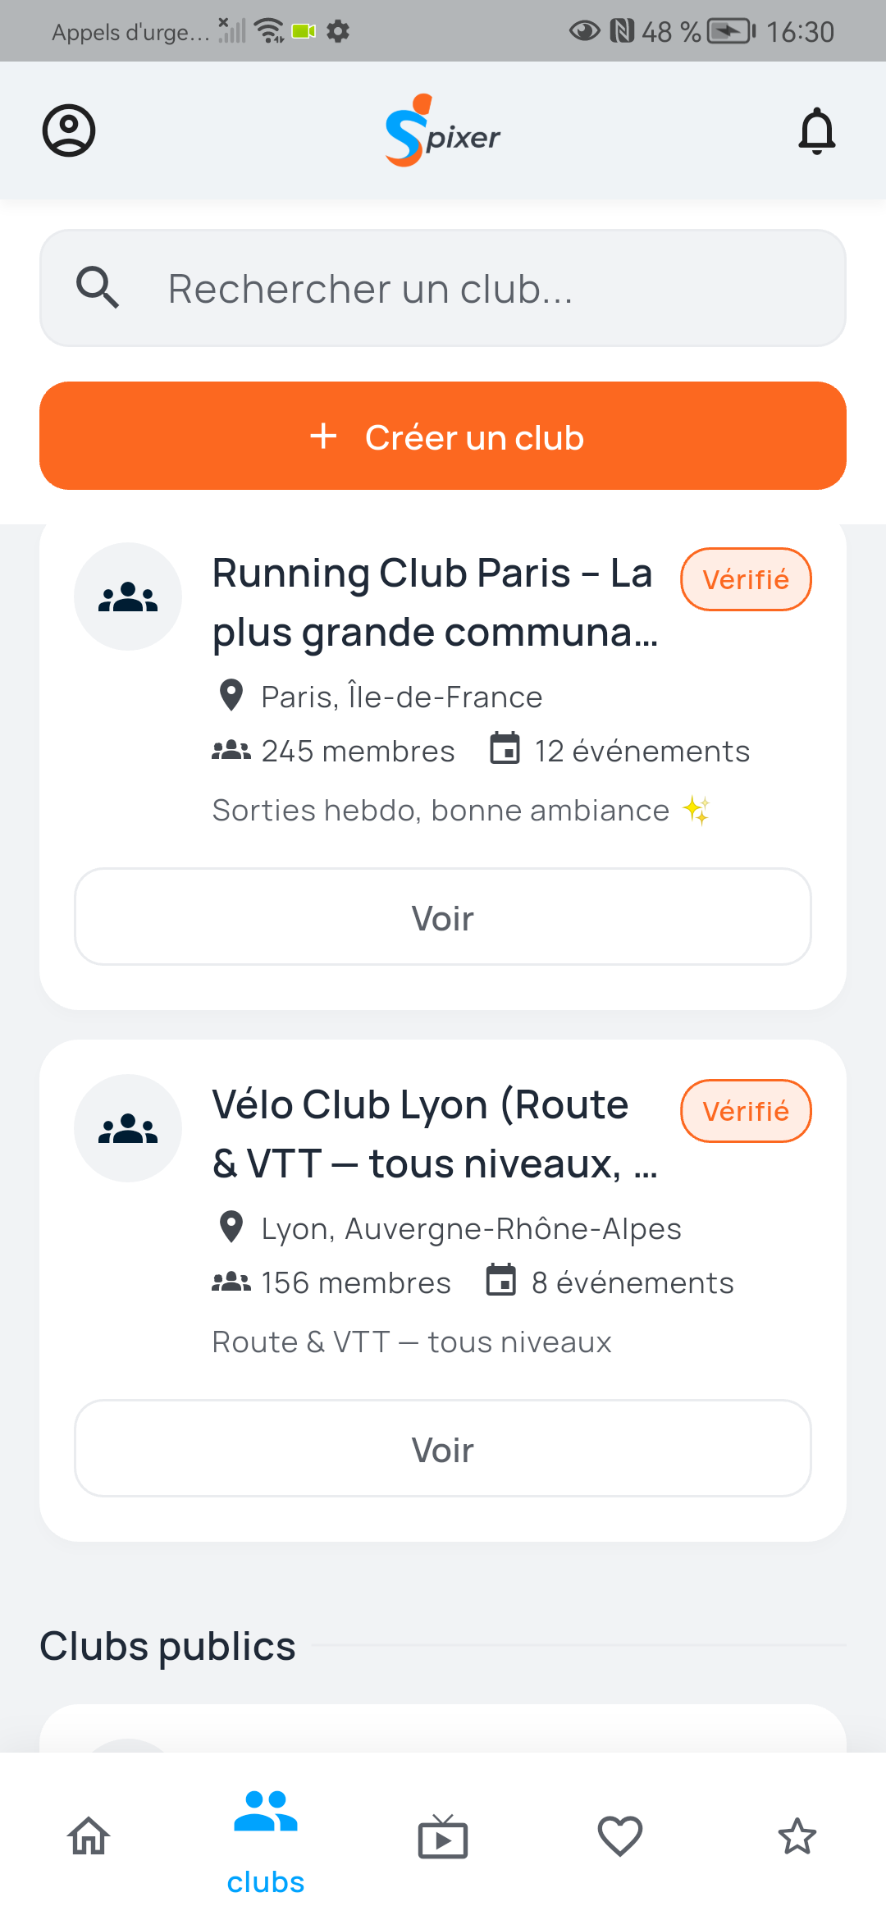 Appels d'urge... 48 % 16:30
Spixer
Rechercher un club...
+ Créer un club
Running Club Paris – La
plus grande communa...
Vérifié
Paris, Île-de-France
245 membres 12 événements
Sorties hebdo, bonne ambiance ✨
Voir
Vélo Club Lyon (Route
& VTT — tous niveaux, ...
Vérifié
Lyon, Auvergne-Rhône-Alpes
156 membres 8 événements
Route & VTT — tous niveaux
Voir
Clubs publics
clubs